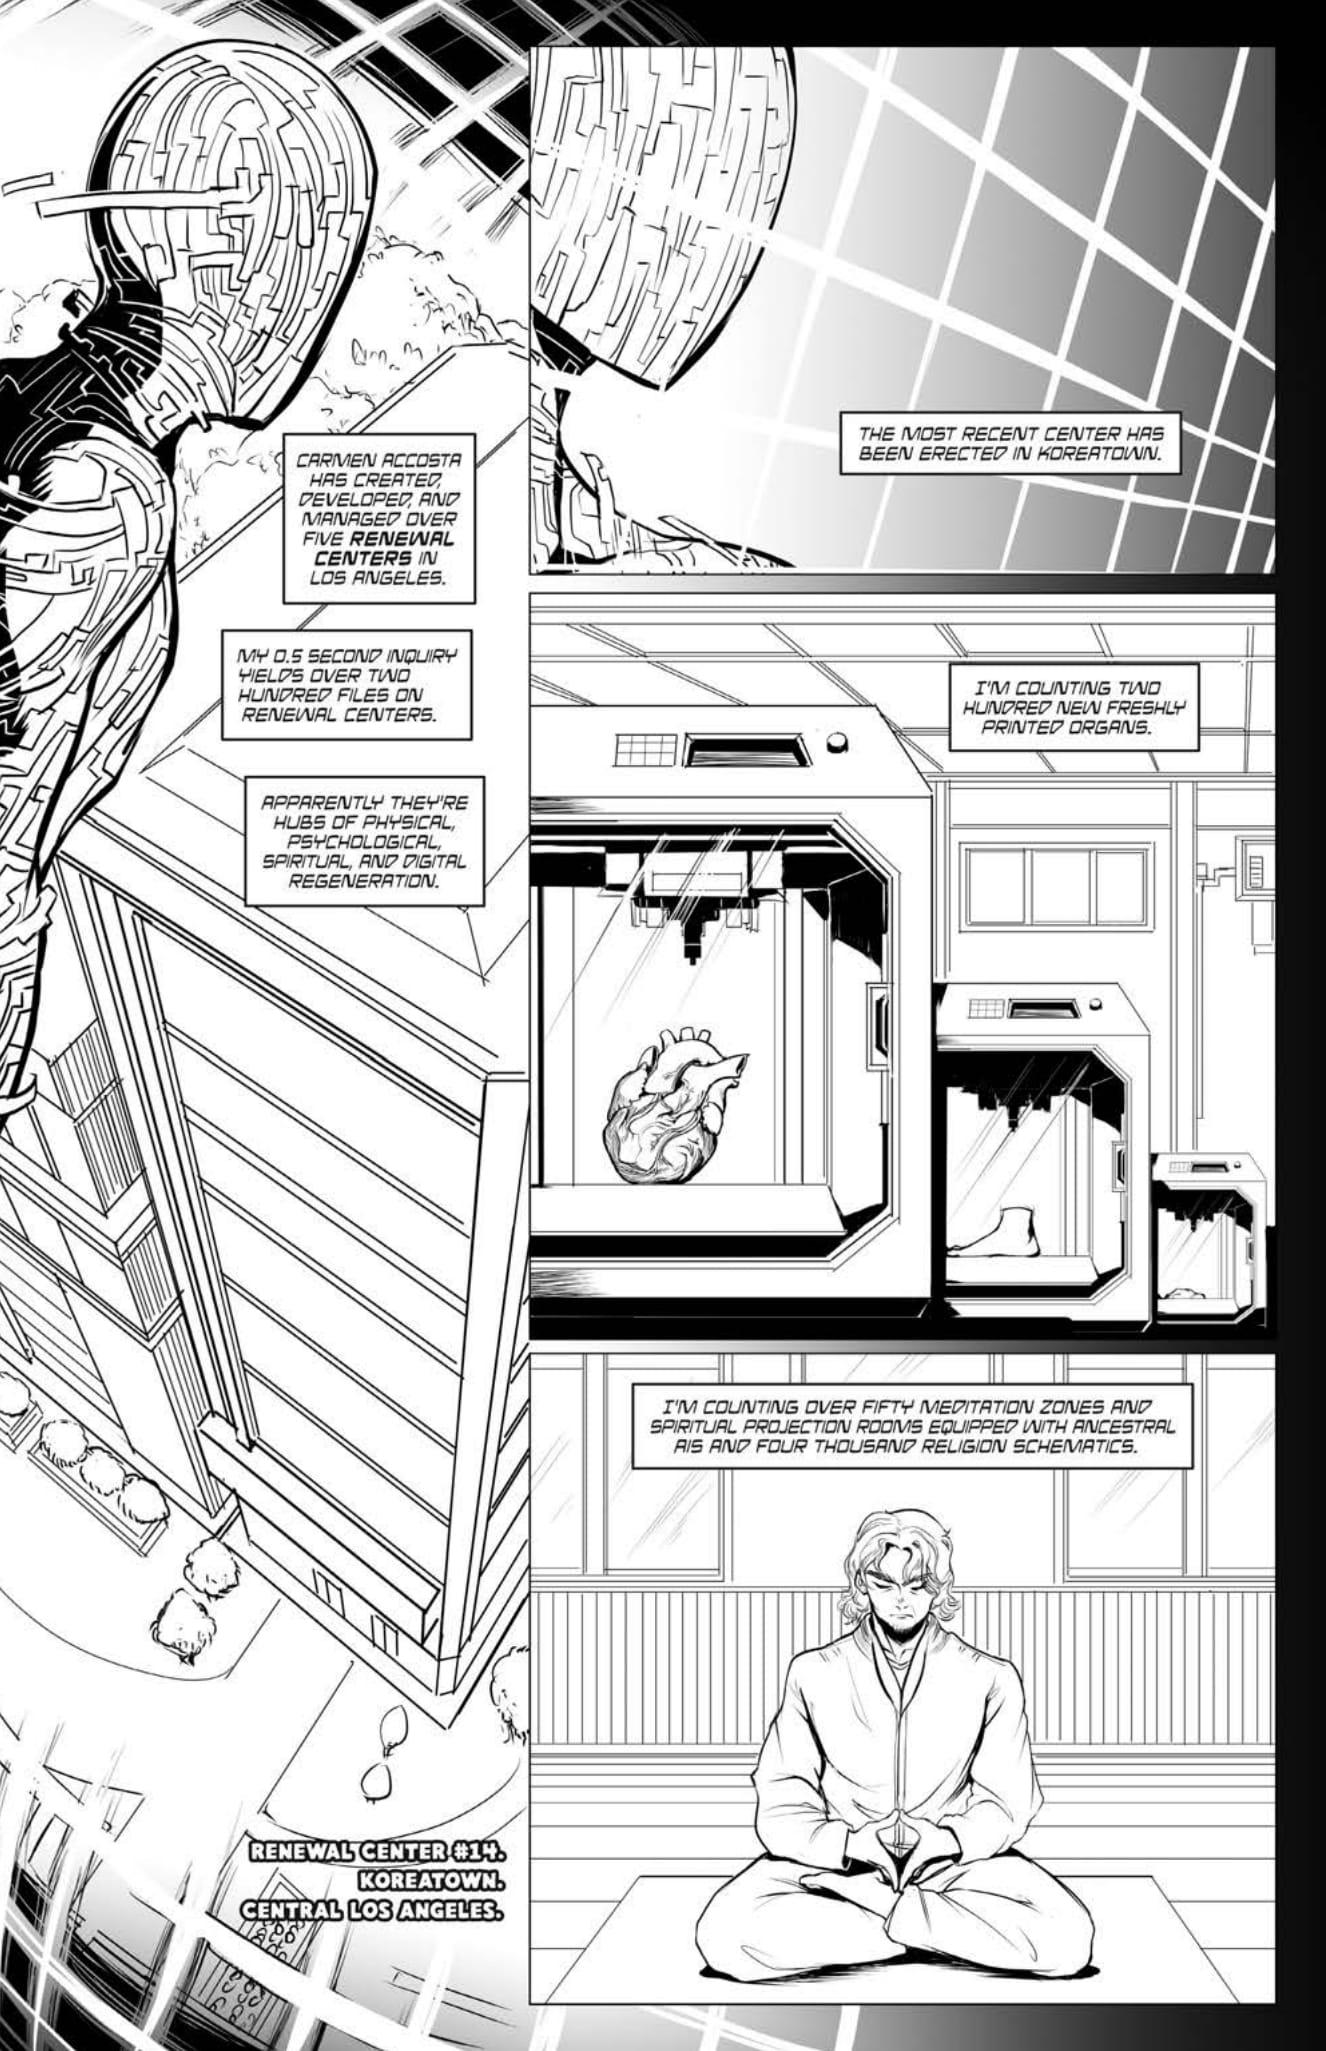 CARMEN ACCOSTA
HAS CREATED,
DEVELOPED, AND
MANAGED OVER
FIVE RENEWAL
CENTERS IN
LOS ANGELES.
MY 0.5 SECOND INQUIRY
YIELDS OVER TWO
HUNDRED FILES ON
RENEWAL CENTERS.
APPARENTLY THEY'RE
HUBS OF PHYSICAL,
PSYCHOLOGICAL,
SPIRITUAL, AND DIGITAL
REGENERATION.
RENEWAL CENTER #14.
KOREATOWN.
CENTRAL LOS ANGELES.
THE MOST RECENT CENTER HAS
BEEN ERECTED IN KOREATOWN.
I'M COUNTING TWO
HUNDRED NEW FRESHLY
PRINTED ORGANS.
I'M COUNTING OVER FIFTY MEDITATION ZONES AND
SPIRITUAL PROJECTION ROOMS EQUIPPED WITH ANCESTRAL
AIS AND FOUR THOUSAND RELIGION SCHEMATICS.